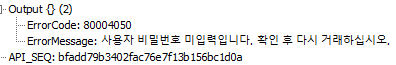 Output {} (2)
ErrorCode: 80004050
ErrorMessage: 사용자 비밀번호 미입력입니다. 확인 후 다시 거래하십시오.
API_SEQ: bfadd79b3402fac76e7f13b156bc1d0a